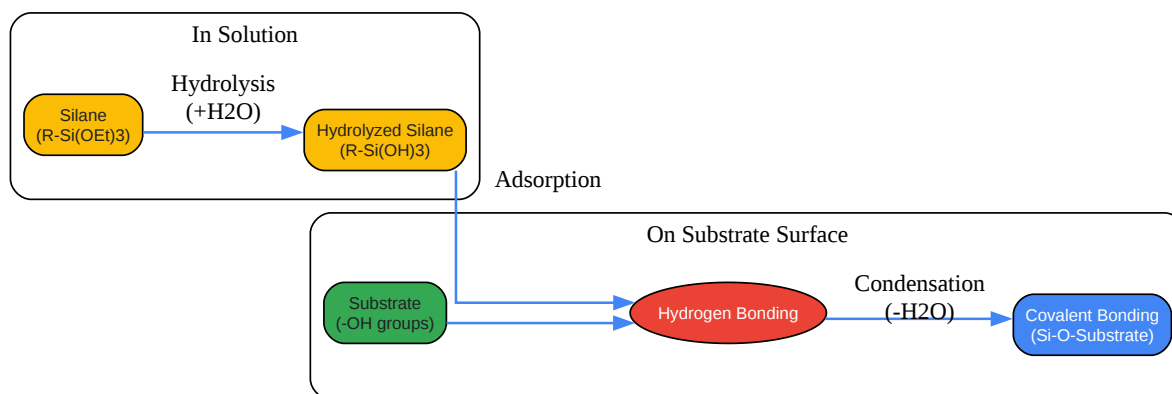 In Solution
Hydrolysis
(+H2O)
Silane
(R-Si(OEt)3)
Hydrolyzed Silane
(R-Si(OH)3)
Adsorption
On Substrate Surface
Substrate
(-OH groups)
Hydrogen Bonding
Condensation
(-H2O)
Covalent Bonding
(Si-O-Substrate)